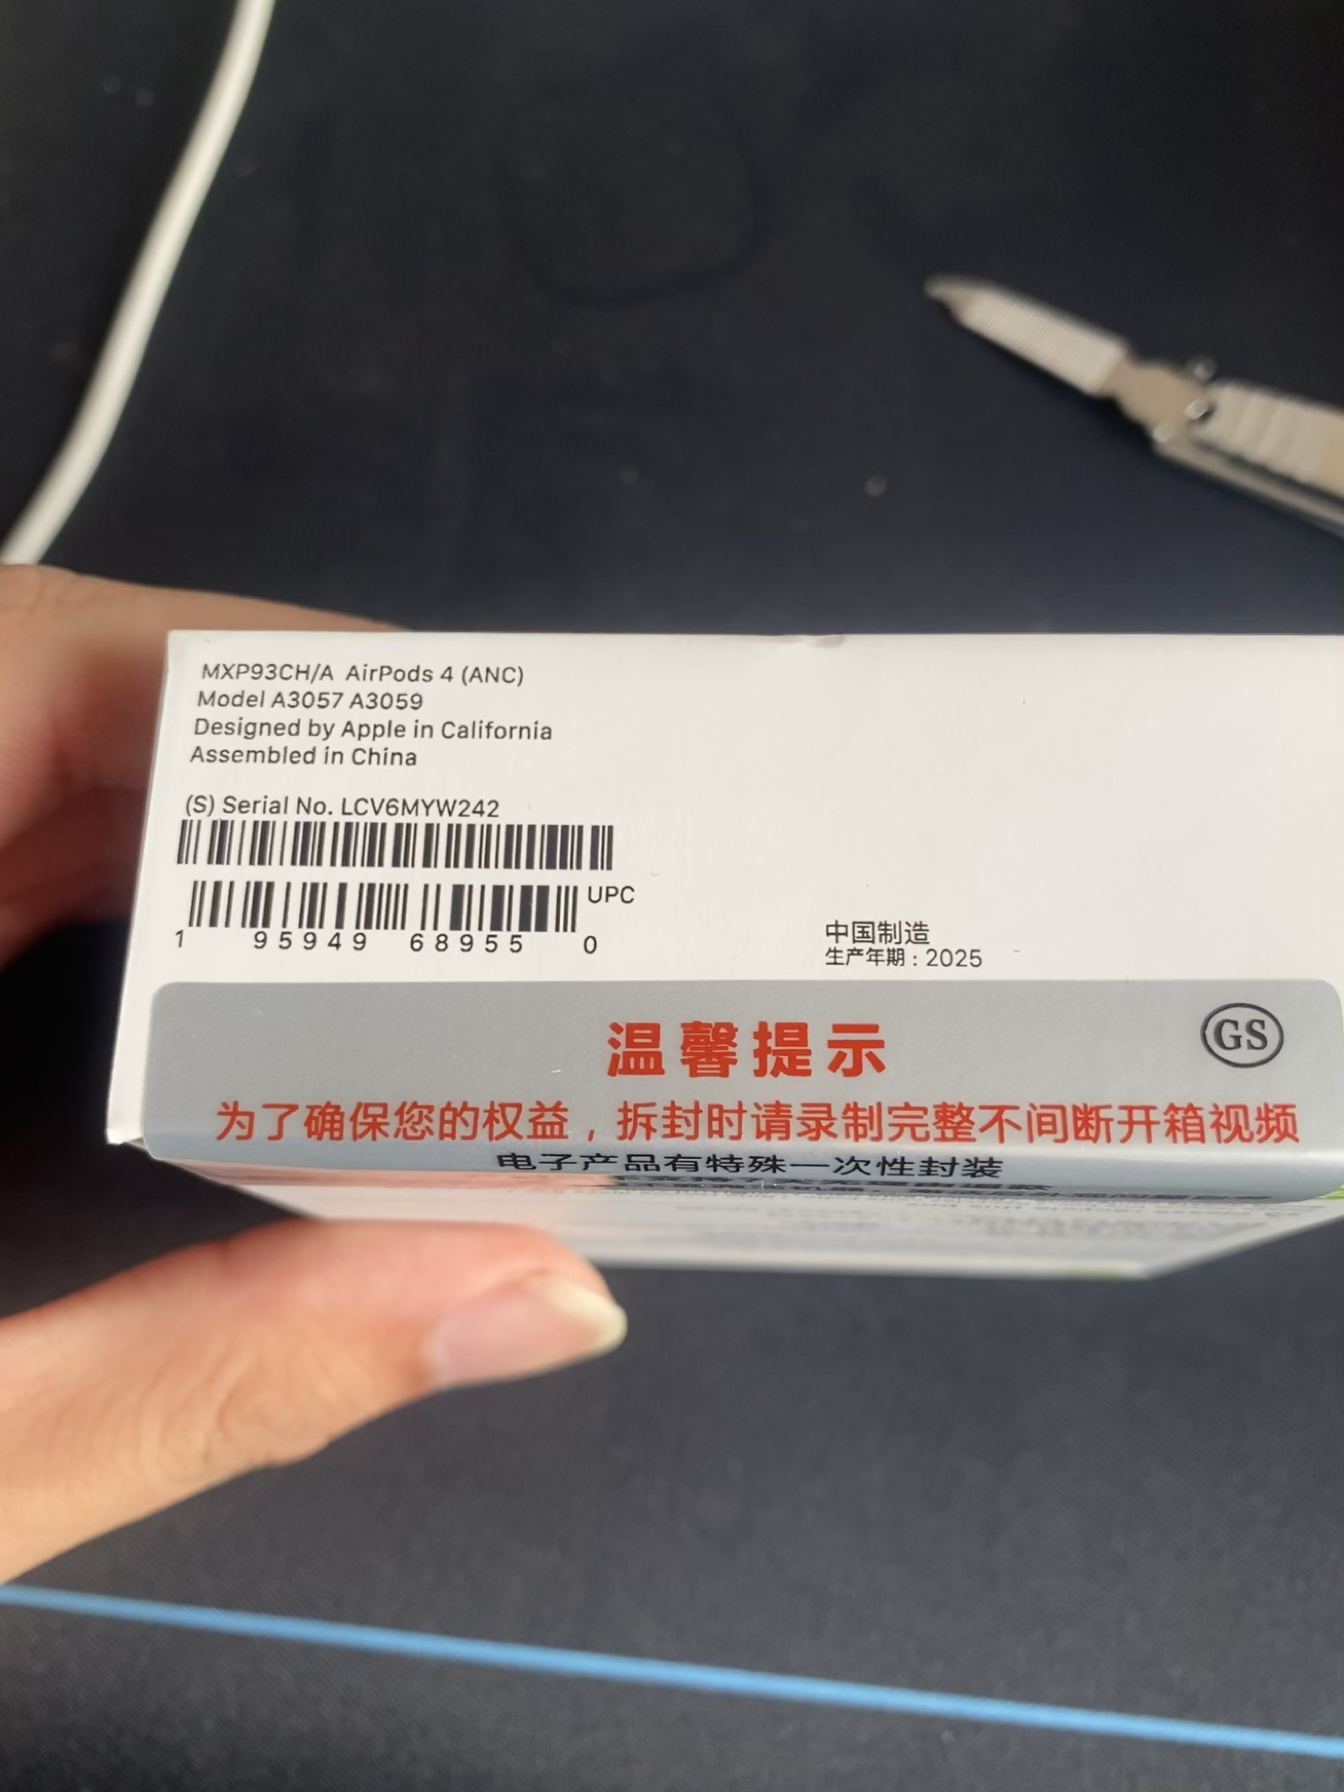 MXP93CH/A AirPods 4 (ANC)
Model A3057 A3059
Designed by Apple in California
Assembled in China
(S) Serial No. LCV6MYW242
UPC
1 95949 68955 0
中国制造
生产年期：2025
温馨提示
GS
为了确保您的权益，拆封时请录制完整不间断开箱视频
电子产品有特殊一次性封装